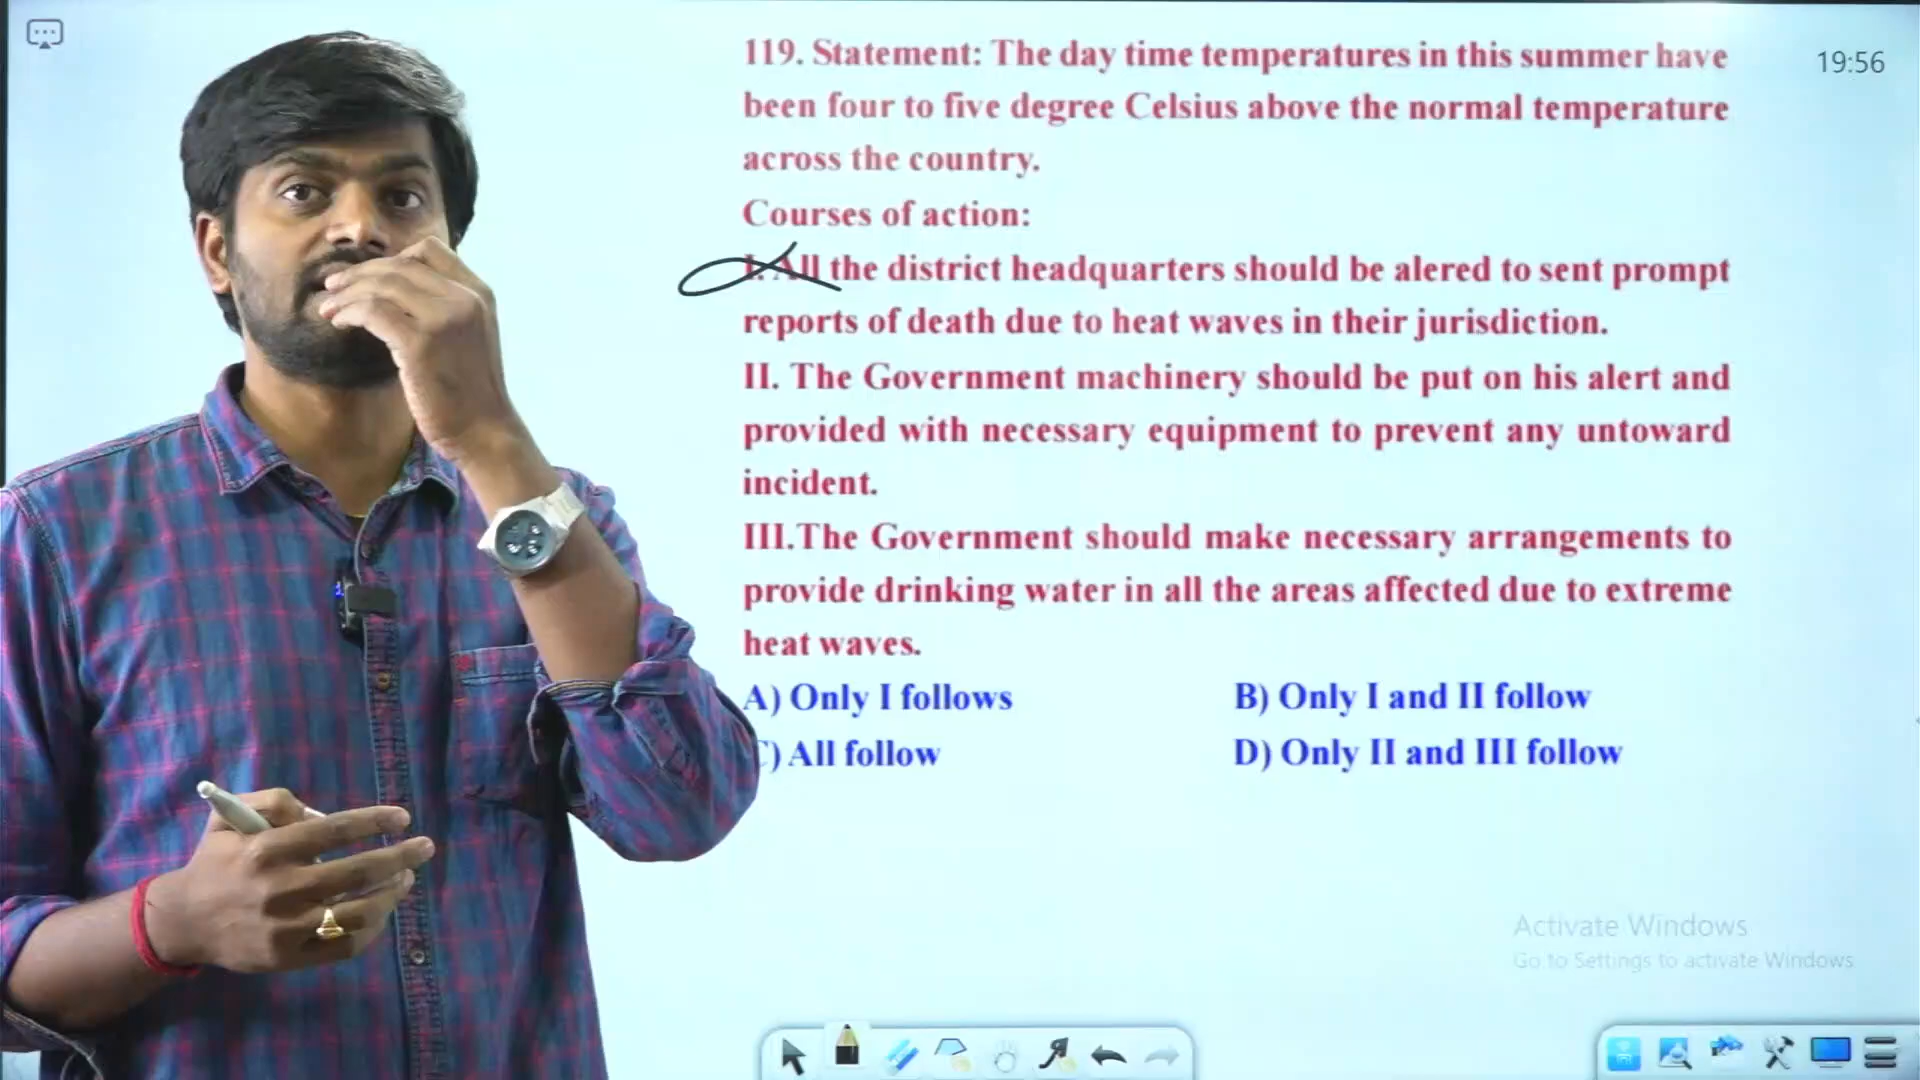 119. Statement: The day time temperatures in this summer have
been four to five degree Celsius above the normal temperature
across the country.
19:56
Courses of action:
I. All the district headquarters should be alered to sent prompt
reports of death due to heat waves in their jurisdiction.
II. The Government machinery should be put on his alert and
provided with necessary equipment to prevent any untoward
incident.
III.The Government should make necessary arrangements to
provide drinking water in all the areas affected due to extreme
heat waves.
A) Only I follows
B) Only I and II follow
C) All follow
D) Only II and III follow
Activate Windows
Go to Settings to activate Windows